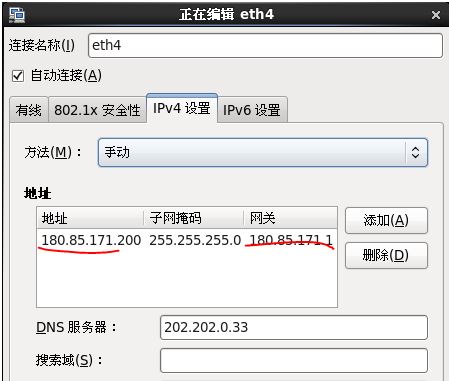 正在编辑 eth4
连接名称(I) eth4
自动连接(A)
有线 802.1x 安全性 IPv4 设置 IPv6 设置
方法(M): 手动
地址
地址 子网掩码 网关
180.85.171.200 255.255.255.0 180.85.171.1
添加(A)
删除(D)
DNS 服务器: 202.202.0.33
搜索域(S):